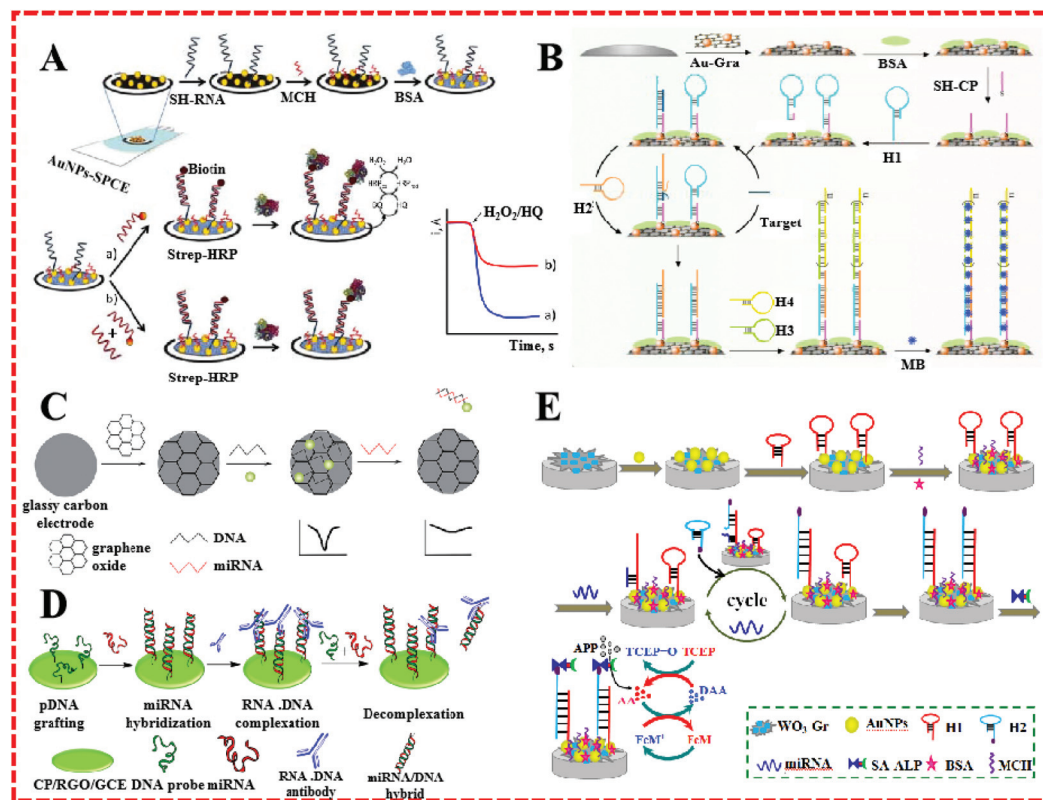 A
SH-RNA
MCH
BSA
AuNPs-SPCE
Biotin
H₂O₂
H₂O
a)
Strep-HRP
b)
+
Strep-HRP
H₂O₂/HQ
b)
a)
Time, s
B
Au-Gra
BSA
SH-CP
H1
H2
Target
H4
H3
MB
C
glassy carbon
electrode
graphene
oxide
DNA
miRNA
D
pDNA
grafting
miRNA
hybridization
RNA .DNA
complexation
Decomplexation
CP/RGO/GCE
DNA probe
miRNA
RNA .DNA
antibody
miRNA/DNA
hybrid
E
cycle
APP
TCEP=O
TCEP
AA
DAA
FcM⁺
FcM
WO₃ Gr
AuNPs
H1
H2
miRNA
SA ALP
BSA
MCH